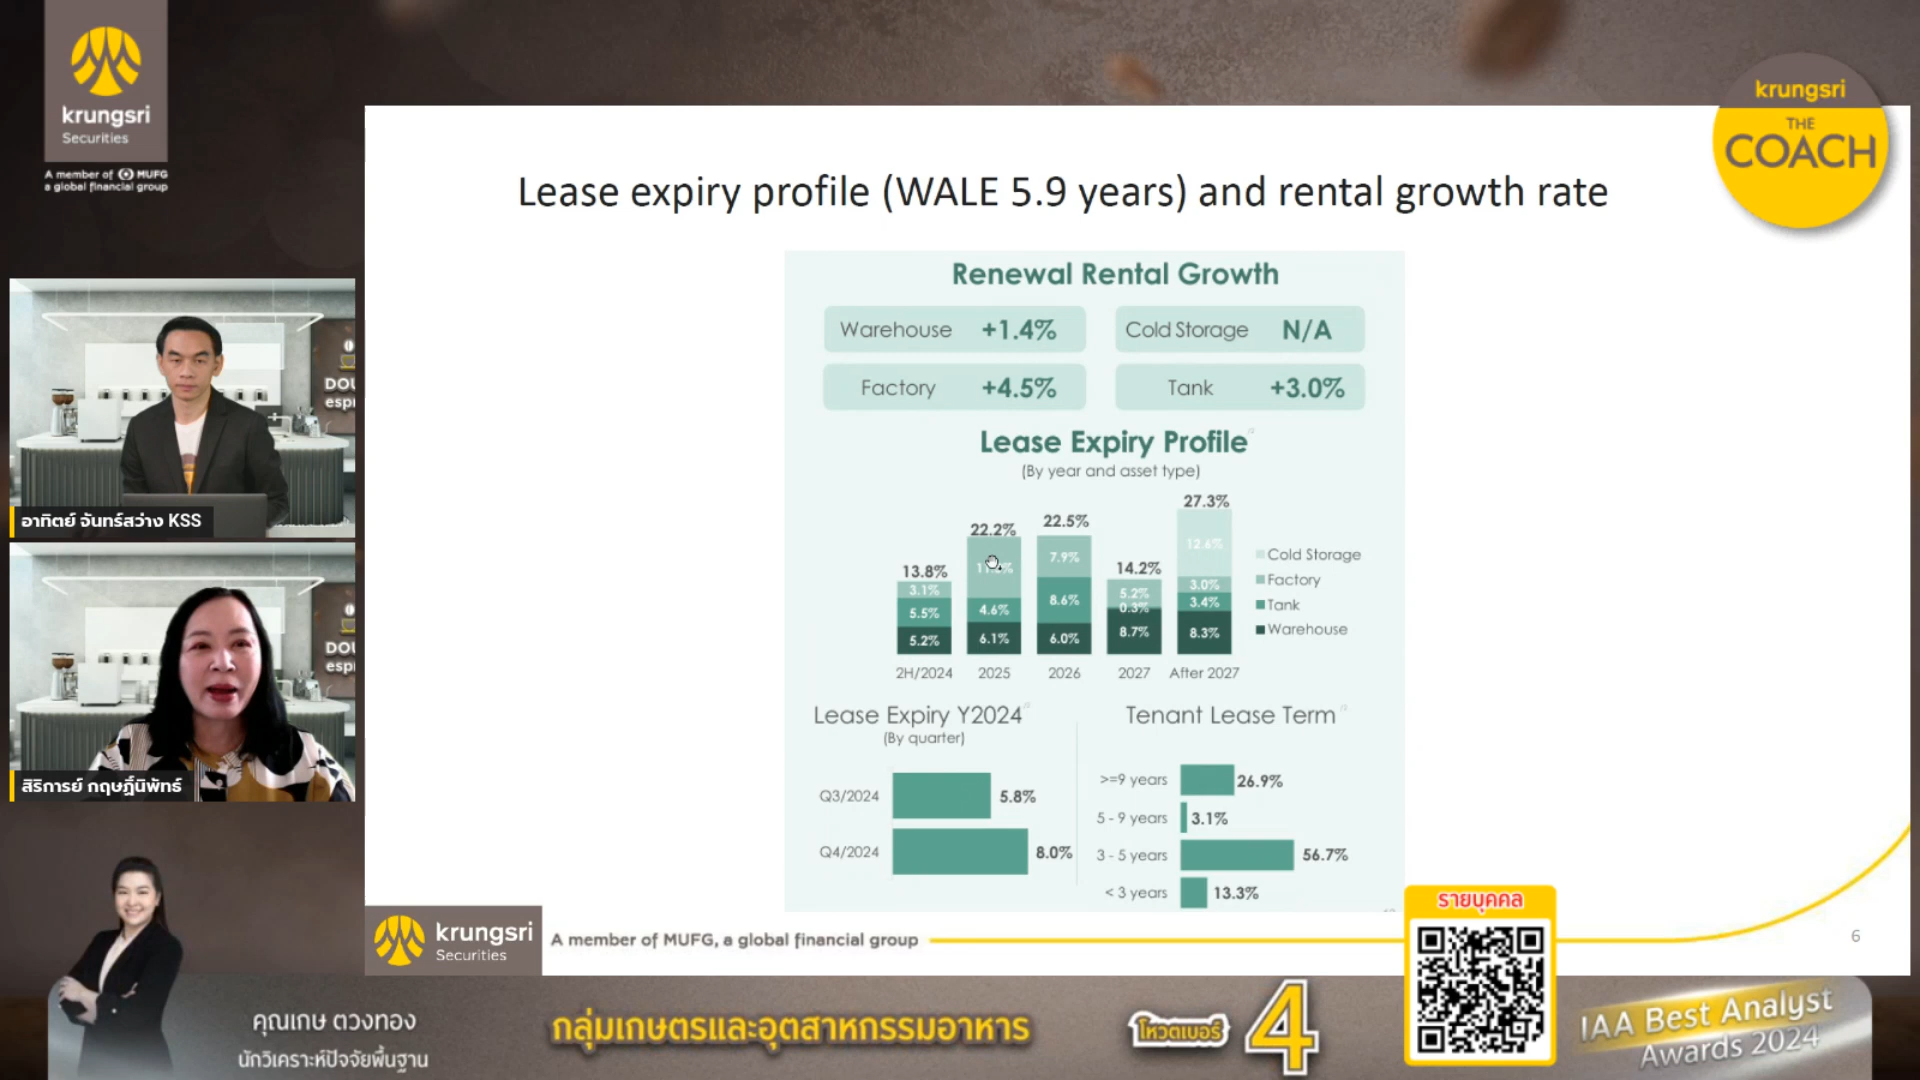 krungsri
Securities
A member of MUFG
a global financial group
krungsri
THE
COACH
Lease expiry profile (WALE 5.9 years) and rental growth rate
Renewal Rental Growth
Warehouse +1.4%
Cold Storage N/A
Factory +4.5%
Tank +3.0%
Lease Expiry Profile
(By year and asset type)
13.8%
22.2%
22.5%
14.2%
27.3%
3.1%
5.5%
5.2%
4.6%
6.1%
7.9%
8.6%
6.0%
5.2%
0.3%
8.7%
12.6%
3.0%
3.4%
8.3%
2H/2024 2025 2026 2027 After 2027
Cold Storage
Factory
Tank
Warehouse
Lease Expiry Y2024
(By quarter)
Q3/2024 5.8%
Q4/2024 8.0%
Tenant Lease Term
>=9 years 26.9%
5 - 9 years 3.1%
3 - 5 years 56.7%
< 3 years 13.3%
DOU
espr
อาทิตย์ จันทร์สว่าง KSS
DOU
espr
สิริการย์ กฤษฎิ์นิพัทธ์
krungsri
Securities
A member of MUFG, a global financial group
6
รายบุคคล
คุณเกษ ตวงทอง
นักวิเคราะห์ปัจจัยพื้นฐาน
กลุ่มเกษตรและอุตสาหกรรมอาหาร
โหวตเบอร์ 4
IAA Best Analyst
Awards 2024